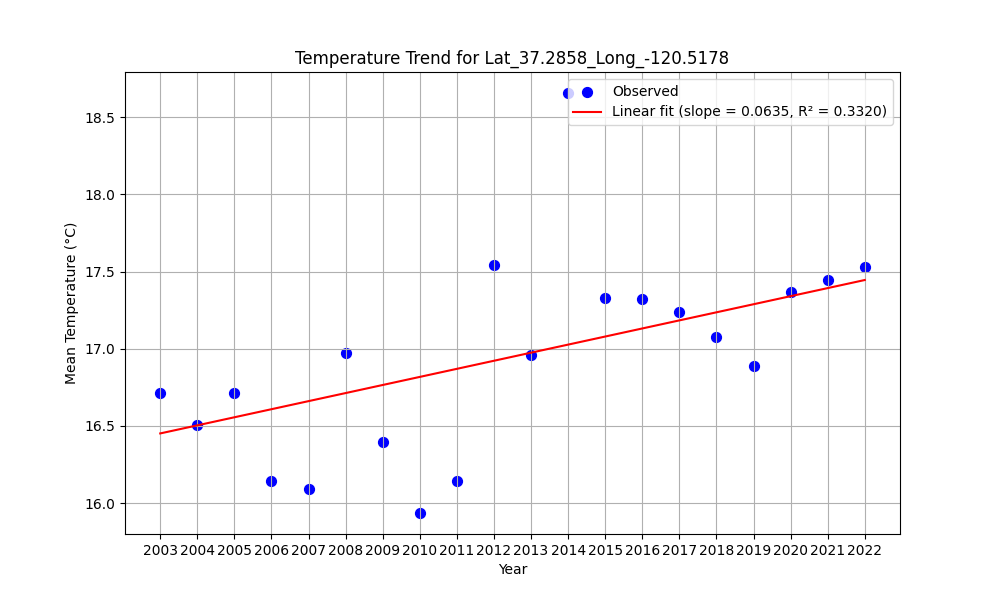 Temperature Trend for Lat_37.2858_Long_-120.5178
Observed
Linear fit (slope = 0.0635, R² = 0.3320)
Mean Temperature (°C)
18.5
18.0
17.5
17.0
16.5
16.0
2003 2004 2005 2006 2007 2008 2009 2010 2011 2012 2013 2014 2015 2016 2017 2018 2019 2020 2021 2022
Year